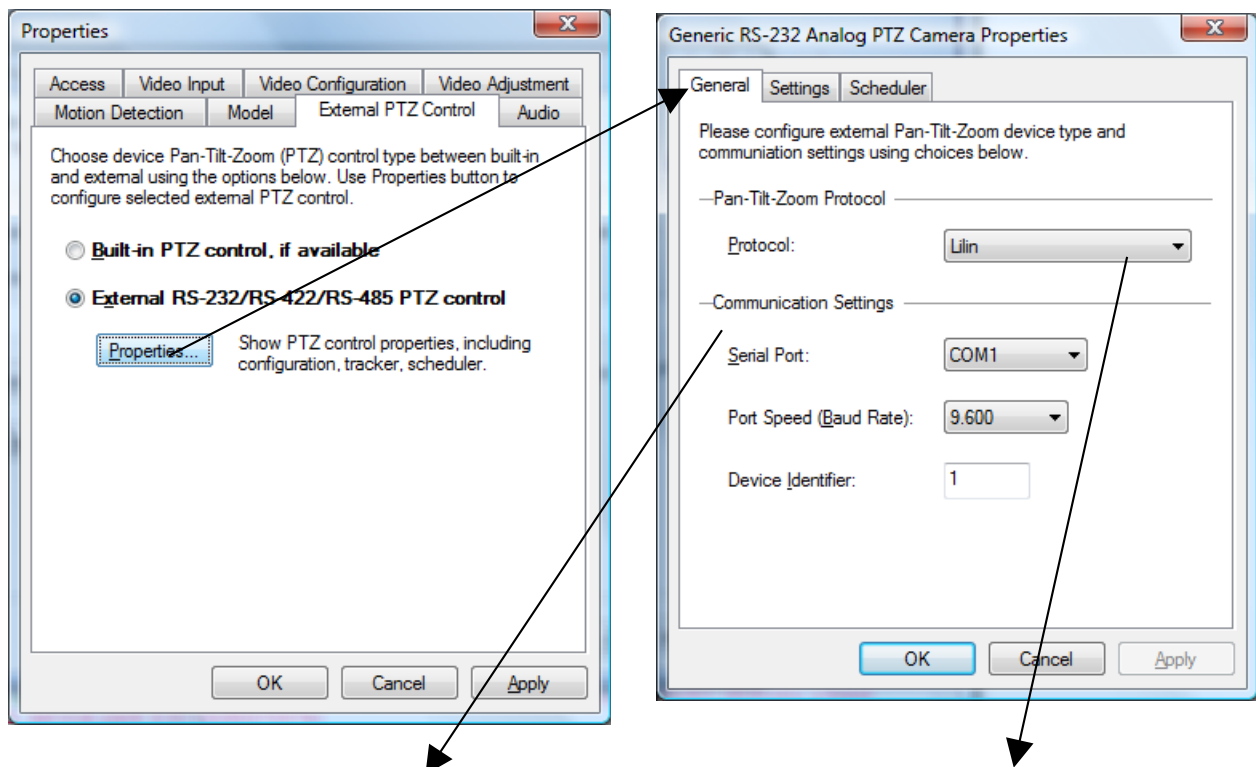 Properties
Access Video Input Video Configuration Video Adjustment
Motion Detection Model External PTZ Control Audio
Choose device Pan-Tilt-Zoom (PTZ) control type between built-in
and external using the options below. Use Properties button to
configure selected external PTZ control.
Built-in PTZ control, if available
External RS-232/RS-422/RS-485 PTZ control
Properties...
Show PTZ control properties, including
configuration, tracker, scheduler.
OK Cancel Apply
Generic RS-232 Analog PTZ Camera Properties
General Settings Scheduler
Please configure external Pan-Tilt-Zoom device type and
communiation settings using choices below.
Pan-Tilt-Zoom Protocol
Protocol: Lilin
Communication Settings
Serial Port: COM1
Port Speed (Baud Rate): 9.600
Device Identifier: 1
OK Cancel Apply